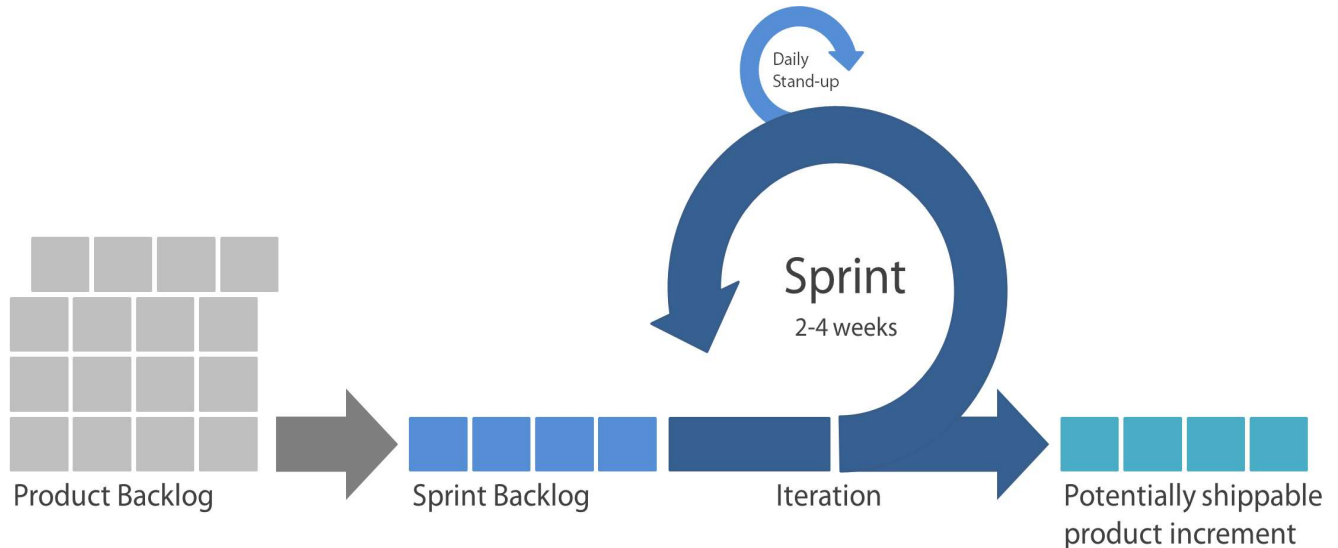 Daily
Stand-up
Sprint
2-4 weeks
Product Backlog
Sprint Backlog
Iteration
Potentially shippable
product increment